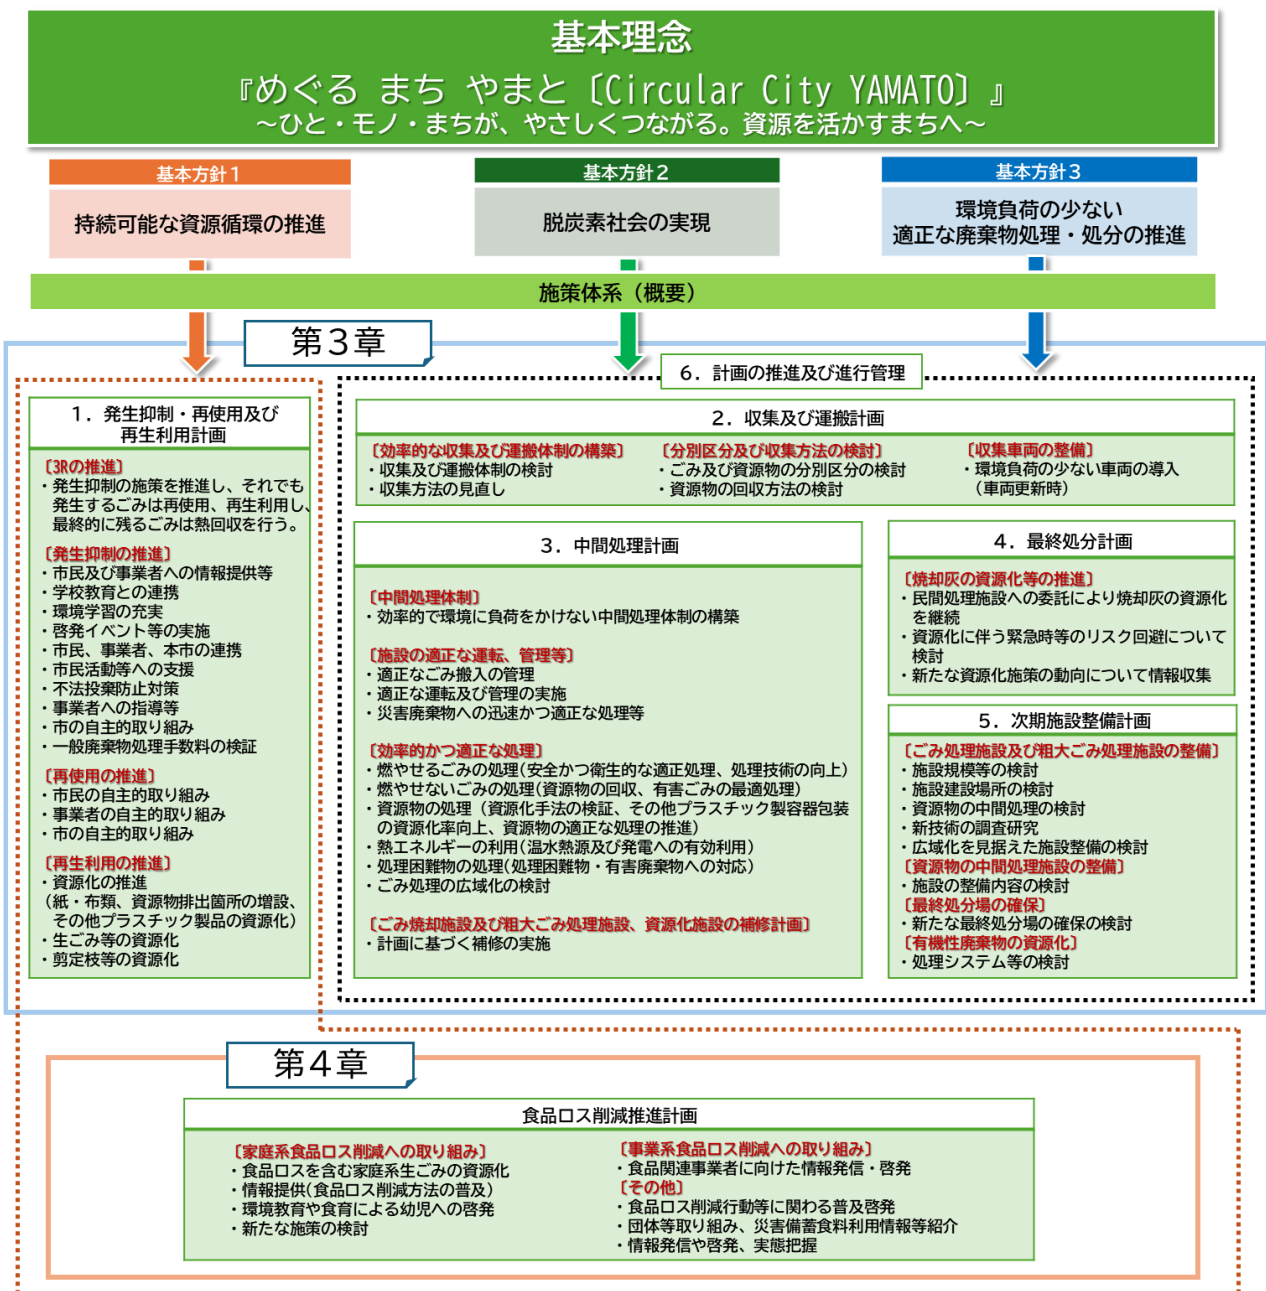 基本理念
『めぐる まち やまと〔Circular City YAMATO〕』
～ひと・モノ・まちが、やさしくつながる。資源を活かすまちへ～
基本方針１
持続可能な資源循環の推進
基本方針２
脱炭素社会の実現
基本方針３
環境負荷の少ない
適正な廃棄物処理・処分の推進
施策体系（概要）
第３章
１．発生抑制・再使用及び
再生利用計画
〔3Rの推進〕
・発生抑制の施策を推進し、それでも
発生するごみは再使用、再生利用し、
最終的に残るごみは熱回収を行う。
〔発生抑制の推進〕
・市民及び事業者への情報提供等
・学校教育との連携
・環境学習の充実
・啓発イベント等の実施
・市民、事業者、本市の連携
・市民活動等への支援
・不法投棄防止対策
・事業者への指導等
・市の自主的取り組み
・一般廃棄物処理手数料の検証
〔再使用の推進〕
・市民の自主的取り組み
・事業者の自主的取り組み
・市の自主的取り組み
〔再生利用の推進〕
・資源化の推進
（紙・布類、資源物排出箇所の増設、
その他プラスチック製品の資源化）
・生ごみ等の資源化
・剪定枝等の資源化
６．計画の推進及び進行管理
２．収集及び運搬計画
〔効率的な収集及び運搬体制の構築〕
・収集及び運搬体制の検討
・収集方法の見直し
〔分別区分及び収集方法の検討〕
・ごみ及び資源物の分別区分の検討
・資源物の回収方法の検討
〔収集車両の整備〕
・環境負荷の少ない車両の導入
（車両更新時）
３．中間処理計画
〔中間処理体制〕
・効率的で環境に負荷をかけない中間処理体制の構築
〔施設の適正な運転、管理等〕
・適正なごみ搬入の管理
・適正な運転及び管理の実施
・災害廃棄物への迅速かつ適正な処理等
〔効率的かつ適正な処理〕
・燃やせるごみの処理(安全かつ衛生的な適正処理、処理技術の向上)
・燃やせないごみの処理(資源物の回収、有害ごみの最適処理)
・資源物の処理（資源化手法の検証、その他プラスチック製容器包装
の資源化率向上、資源物の適正な処理の推進)
・熱エネルギーの利用(温水熱源及び発電への有効利用)
・処理困難物の処理(処理困難物・有害廃棄物への対応)
・ごみ処理の広域化の検討
〔ごみ焼却施設及び粗大ごみ処理施設、資源化施設の補修計画〕
・計画に基づく補修の実施
４．最終処分計画
〔焼却灰の資源化等の推進〕
・民間処理施設への委託により焼却灰の資源化
を継続
・資源化に伴う緊急時等のリスク回避について
検討
・新たな資源化施策の動向について情報収集
５．次期施設整備計画
〔ごみ処理施設及び粗大ごみ処理施設の整備〕
・施設規模等の検討
・施設建設場所の検討
・資源物の中間処理の検討
・新技術の調査研究
・広域化を見据えた施設整備の検討
〔資源物の中間処理施設の整備〕
・施設の整備内容の検討
〔最終処分場の確保〕
・新たな最終処分場の確保の検討
〔有機性廃棄物の資源化〕
・処理システム等の検討
第４章
食品ロス削減推進計画
〔家庭系食品ロス削減への取り組み〕
・食品ロスを含む家庭系生ごみの資源化
・情報提供(食品ロス削減方法の普及)
・環境教育や食育による幼児への啓発
・新たな施策の検討
〔事業系食品ロス削減への取り組み〕
・食品関連事業者に向けた情報発信・啓発
〔その他〕
・食品ロス削減行動等に関わる普及啓発
・団体等取り組み、災害備蓄食料利用情報等紹介
・情報発信や啓発、実態把握